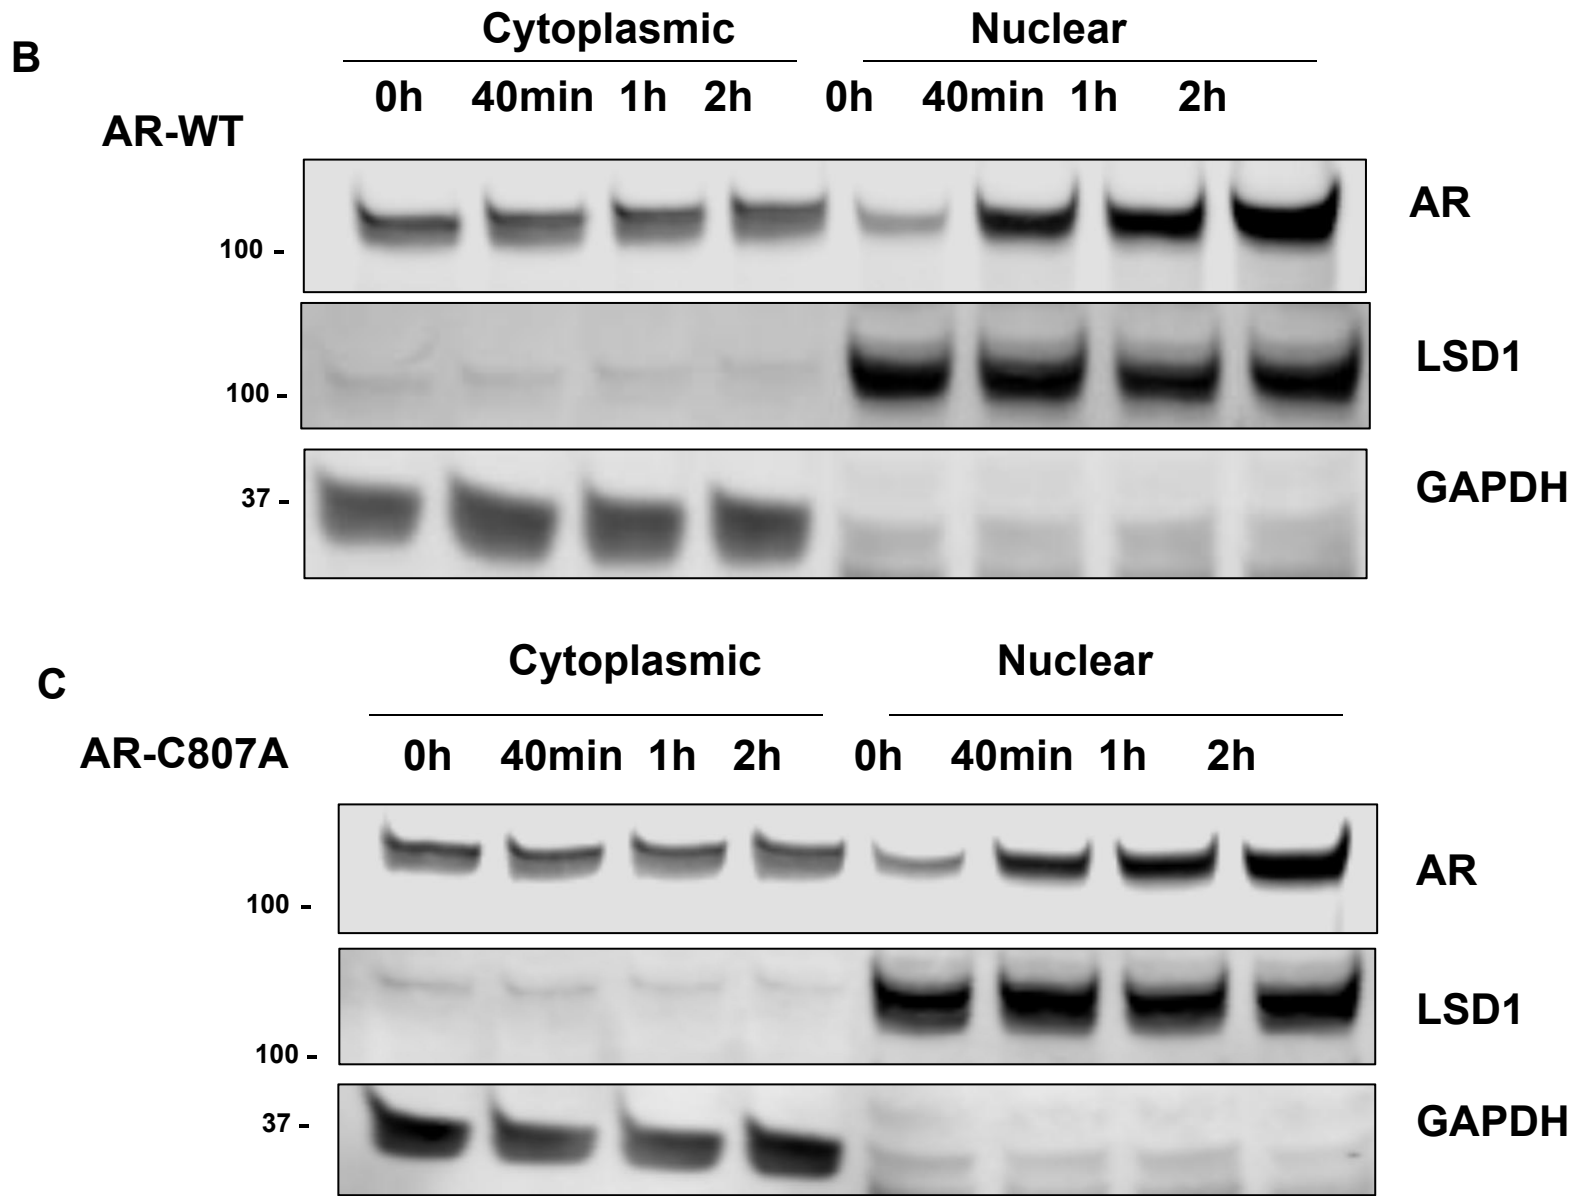 B
Cytoplasmic Nuclear
0h 40min 1h 2h 0h 40min 1h 2h
AR-WT
AR
100 -
LSD1
100 -
GAPDH
37 -
C
Cytoplasmic Nuclear
AR-C807A 0h 40min 1h 2h 0h 40min 1h 2h
AR
100 -
LSD1
100 -
GAPDH
37 -